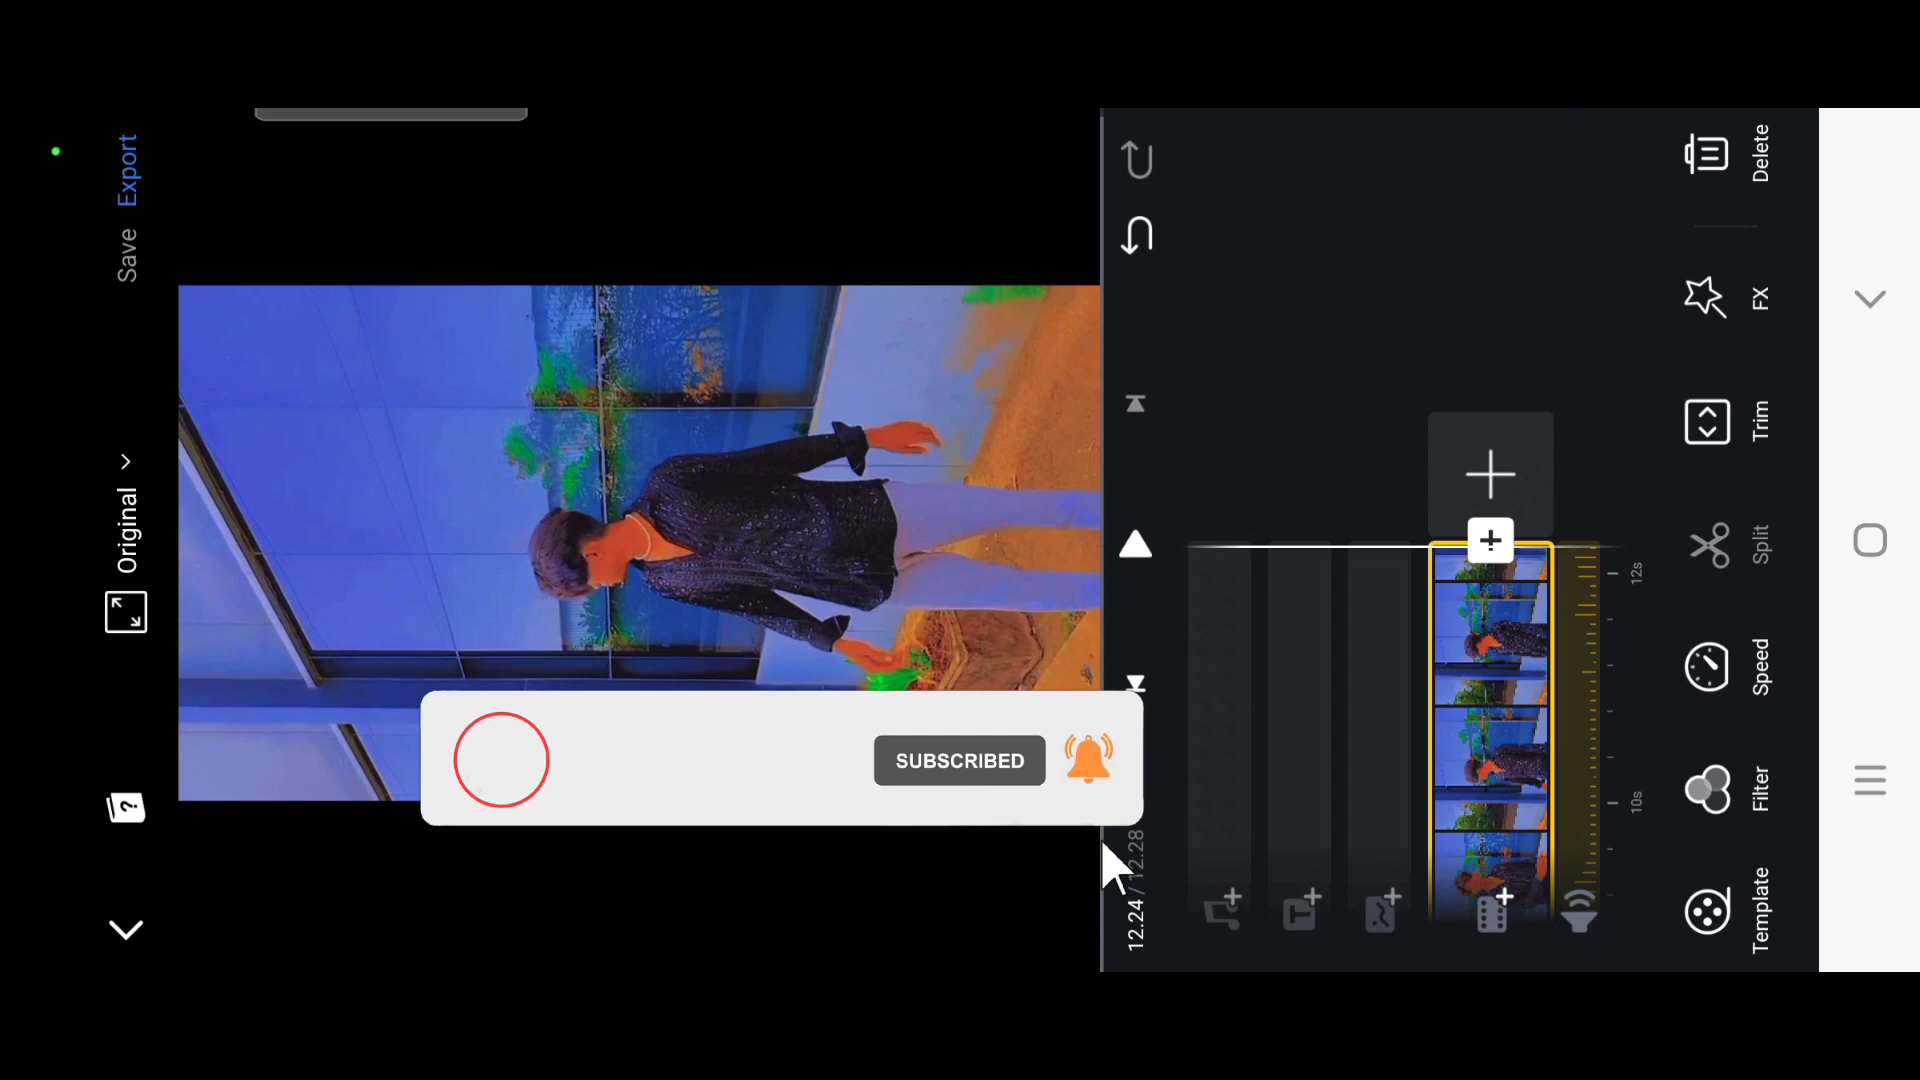 Original
Save
Export
SUBSCRIBED
12.24 / 12.28
10s
12s
Template
Filter
Speed
Split
Trim
FX
Delete